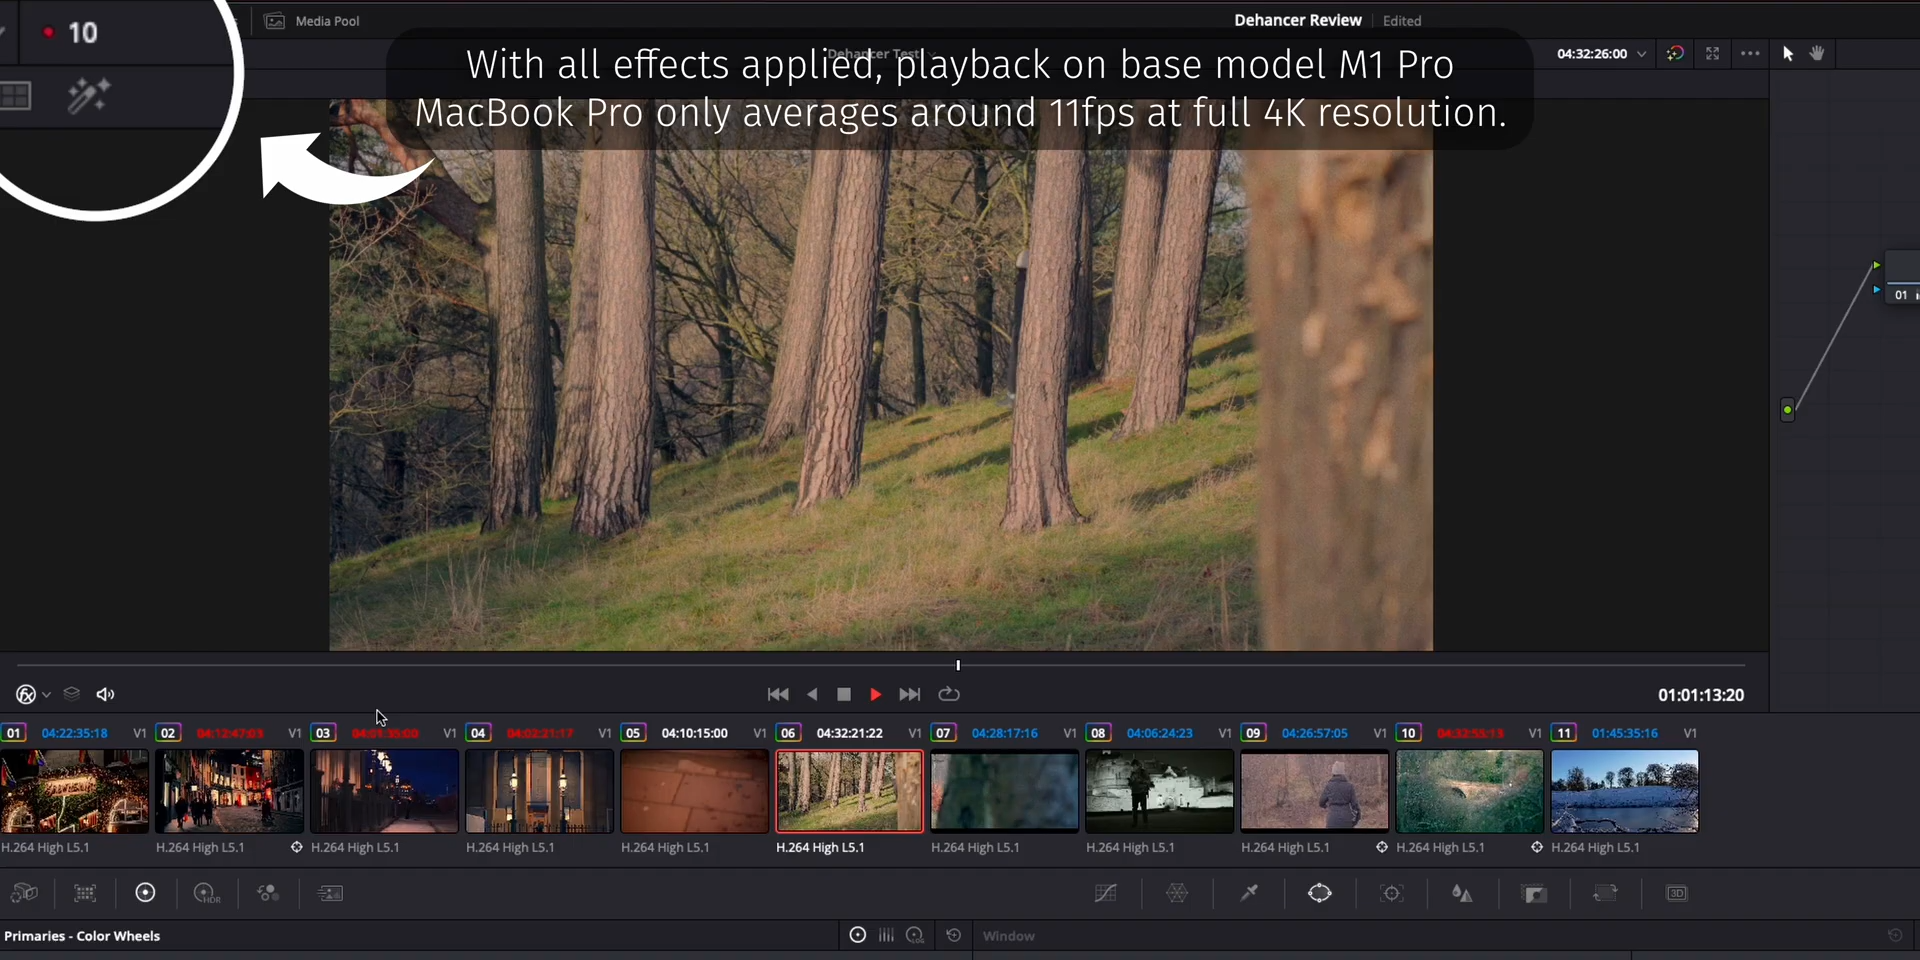 10
Media Pool
Dehancer Review
Edited
Dehancer Test
04:32:26:00
With all effects applied, playback on base model M1 Pro
MacBook Pro only averages around 11fps at full 4K resolution.
01
01:01:13:20
01 04:22:35:18 V1
02 04:12:47:03 V1
03 04:01:35:00 V1
04 04:02:21:17 V1
05 04:10:15:00 V1
06 04:32:21:22 V1
07 04:28:17:16 V1
08 04:06:24:23 V1
09 04:26:57:05 V1
10 V1
11 01:45:35:16 V1
H.264 High L5.1
H.264 High L5.1
H.264 High L5.1
H.264 High L5.1
H.264 High L5.1
H.264 High L5.1
H.264 High L5.1
H.264 High L5.1
H.264 High L5.1
H.264 High L5.1
H.264 High L5.1
HDR
3D
Primaries - Color Wheels
LOG
Window